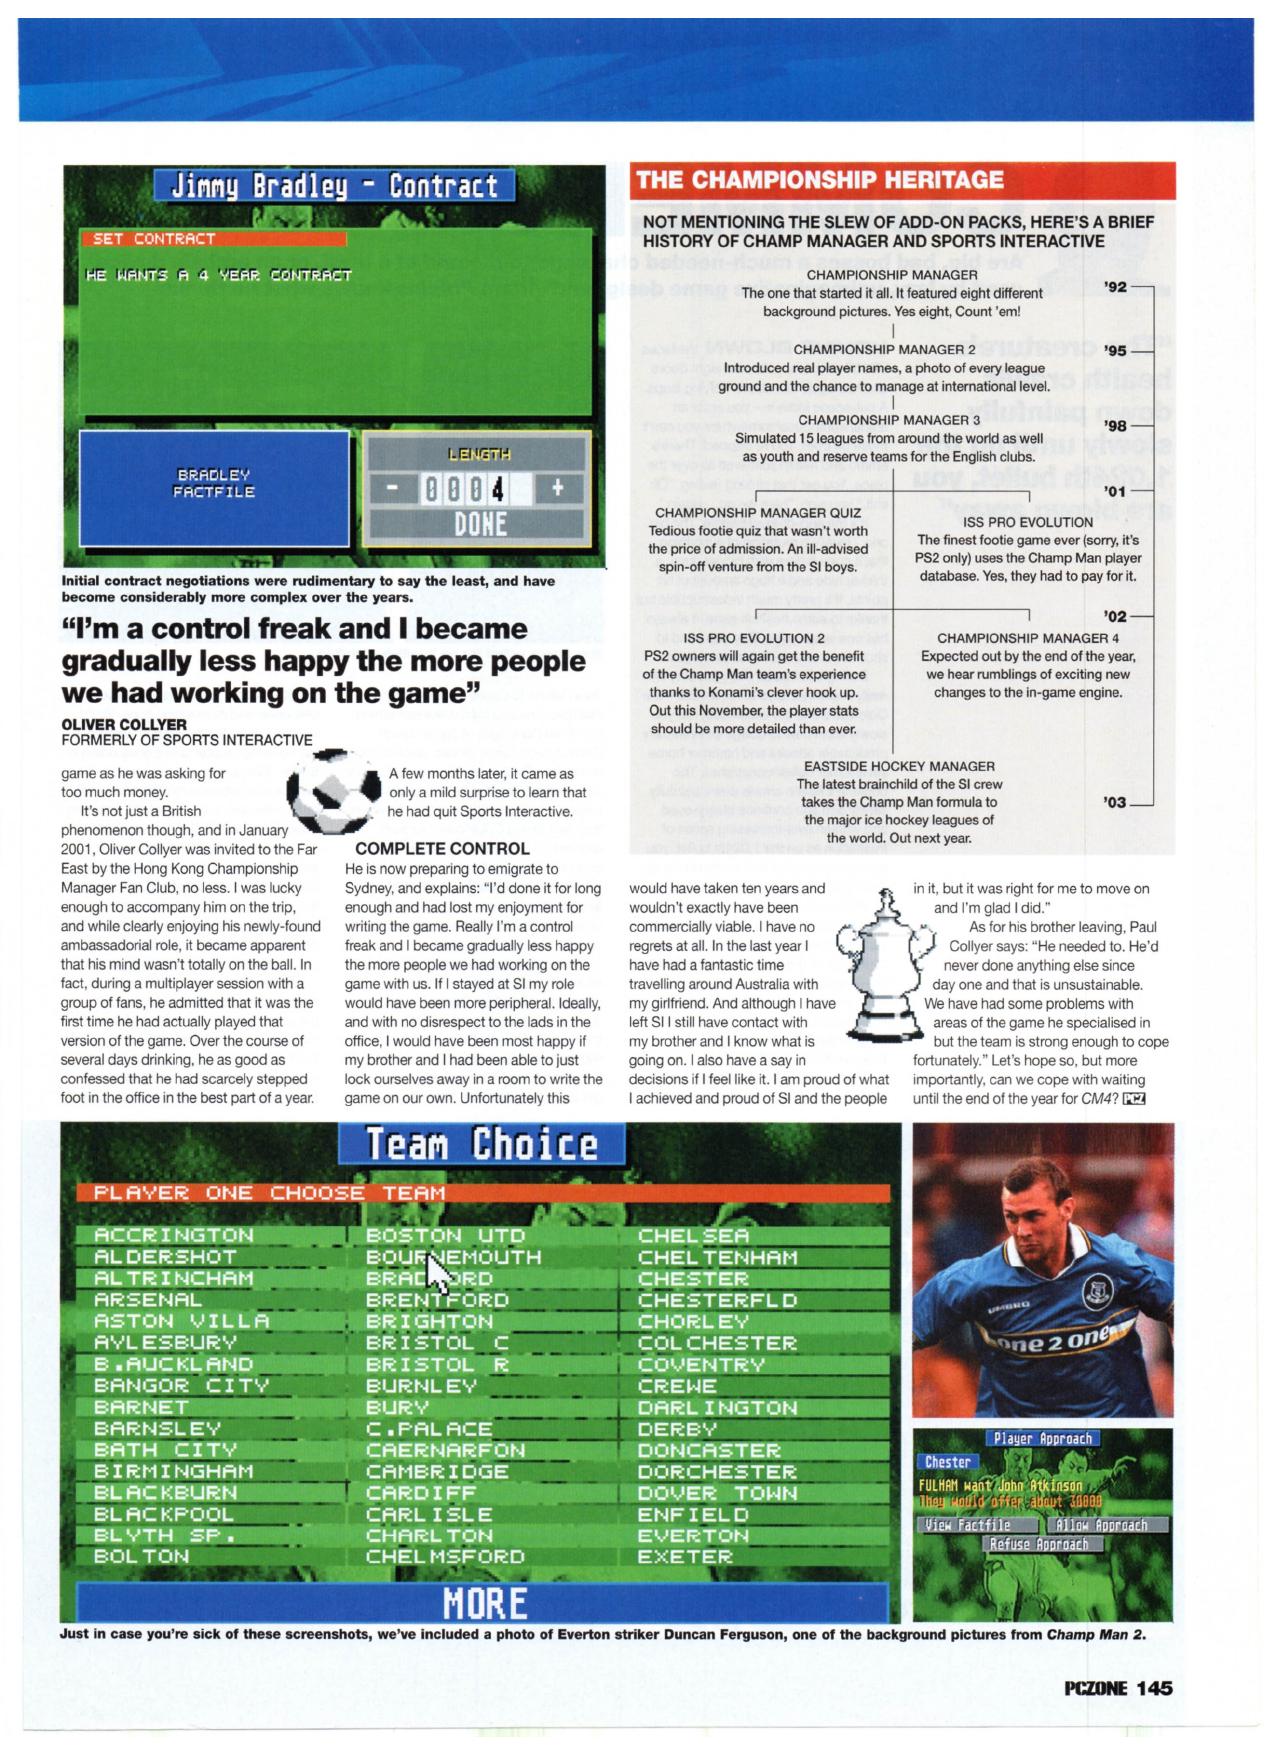 Jimmy Bradley - Contract
SET CONTRACT
HE WANTS A 4 YEAR CONTRACT
BRADLEY
FACTFILE
LENGTH
- 0004 +
DONE
Initial contract negotiations were rudimentary to say the least, and have
become considerably more complex over the years.
“I’m a control freak and I became
gradually less happy the more people
we had working on the game”
OLIVER COLLYER
FORMERLY OF SPORTS INTERACTIVE
game as he was asking for
too much money.
It's not just a British
phenomenon though, and in January
2001, Oliver Collyer was invited to the Far
East by the Hong Kong Championship
Manager Fan Club, no less. I was lucky
enough to accompany him on the trip,
and while clearly enjoying his newly-found
ambassadorial role, it became apparent
that his mind wasn't totally on the ball. In
fact, during a multiplayer session with a
group of fans, he admitted that it was the
first time he had actually played that
version of the game. Over the course of
several days drinking, he as good as
confessed that he had scarcely stepped
foot in the office in the best part of a year.
A few months later, it came as
only a mild surprise to learn that
he had quit Sports Interactive.
COMPLETE CONTROL
He is now preparing to emigrate to
Sydney, and explains: “I'd done it for long
enough and had lost my enjoyment for
writing the game. Really I'm a control
freak and I became gradually less happy
the more people we had working on the
game with us. If I stayed at SI my role
would have been more peripheral. Ideally,
and with no disrespect to the lads in the
office, I would have been most happy if
my brother and I had been able to just
lock ourselves away in a room to write the
game on our own. Unfortunately this
THE CHAMPIONSHIP HERITAGE
NOT MENTIONING THE SLEW OF ADD-ON PACKS, HERE'S A BRIEF
HISTORY OF CHAMP MANAGER AND SPORTS INTERACTIVE
CHAMPIONSHIP MANAGER
The one that started it all. It featured eight different
background pictures. Yes eight, Count 'em!
'92
CHAMPIONSHIP MANAGER 2
Introduced real player names, a photo of every league
ground and the chance to manage at international level.
'95
CHAMPIONSHIP MANAGER 3
Simulated 15 leagues from around the world as well
as youth and reserve teams for the English clubs.
'98
'01
CHAMPIONSHIP MANAGER QUIZ
Tedious footie quiz that wasn't worth
the price of admission. An ill-advised
spin-off venture from the SI boys.
ISS PRO EVOLUTION
The finest footie game ever (sorry, it's
PS2 only) uses the Champ Man player
database. Yes, they had to pay for it.
'02
ISS PRO EVOLUTION 2
PS2 owners will again get the benefit
of the Champ Man team's experience
thanks to Konami's clever hook up.
Out this November, the player stats
should be more detailed than ever.
CHAMPIONSHIP MANAGER 4
Expected out by the end of the year,
we hear rumblings of exciting new
changes to the in-game engine.
EASTSIDE HOCKEY MANAGER
The latest brainchild of the SI crew
takes the Champ Man formula to
the major ice hockey leagues of
the world. Out next year.
'03
would have taken ten years and
wouldn't exactly have been
commercially viable. I have no
regrets at all. In the last year I
have had a fantastic time
travelling around Australia with
my girlfriend. And although I have
left SI I still have contact with
my brother and I know what is
going on. I also have a say in
decisions if I feel like it. I am proud of what
I achieved and proud of SI and the people
in it, but it was right for me to move on
and I'm glad I did.”
As for his brother leaving, Paul
Collyer says: “He needed to. He'd
never done anything else since
day one and that is unsustainable.
We have had some problems with
areas of the game he specialised in
but the team is strong enough to cope
fortunately.” Let's hope so, but more
importantly, can we cope with waiting
until the end of the year for CM4? PCZ
Team Choice
PLAYER ONE CHOOSE TEAM
ACCRINGTON BOSTON UTD CHELSEA
ALDERSHOT BOURNEMOUTH CHELTENHAM
ALTRINCHAM BRADFORD CHESTER
ARSENAL BRENTFORD CHESTERFLD
ASTON VILLA BRIGHTON CHORLEY
AYLESBURY BRISTOL C COLCHESTER
B.AUCKLAND BRISTOL R COVENTRY
BANGOR CITY BURNLEY CREWE
BARNET BURY DARLINGTON
BARNSLEY C.PALACE DERBY
BATH CITY CAERNARFON DONCASTER
BIRMINGHAM CAMBRIDGE DORCHESTER
BLACKBURN CARDIFF DOVER TOWN
BLACKPOOL CARLISLE ENFIELD
BLYTH SP. CHARLTON EVERTON
BOLTON CHELMSFORD EXETER
MORE
UMBRO
one 2 one
Player Approach
Chester
FULHAM want John Atkinson
They would offer about 30000
View Factfile Allow Approach
Refuse Approach
Just in case you're sick of these screenshots, we've included a photo of Everton striker Duncan Ferguson, one of the background pictures from Champ Man 2.
PCZONE 145